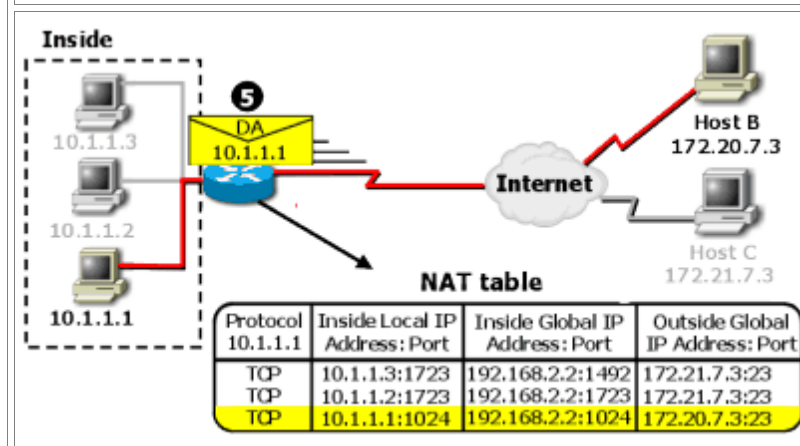 Inside
5
DA
10.1.1.1
10.1.1.3
10.1.1.2
10.1.1.1
Internet
Host B
172.20.7.3
Host C
172.21.7.3
NAT table
Protocol Inside Local IP Inside Global IP Outside Global
10.1.1.1 Address: Port Address: Port IP Address: Port
TCP 10.1.1.3:1723 192.168.2.2:1492 172.21.7.3:23
TCP 10.1.1.2:1723 192.168.2.2:1723 172.21.7.3:23
TCP 10.1.1.1:1024 192.168.2.2:1024 172.20.7.3:23